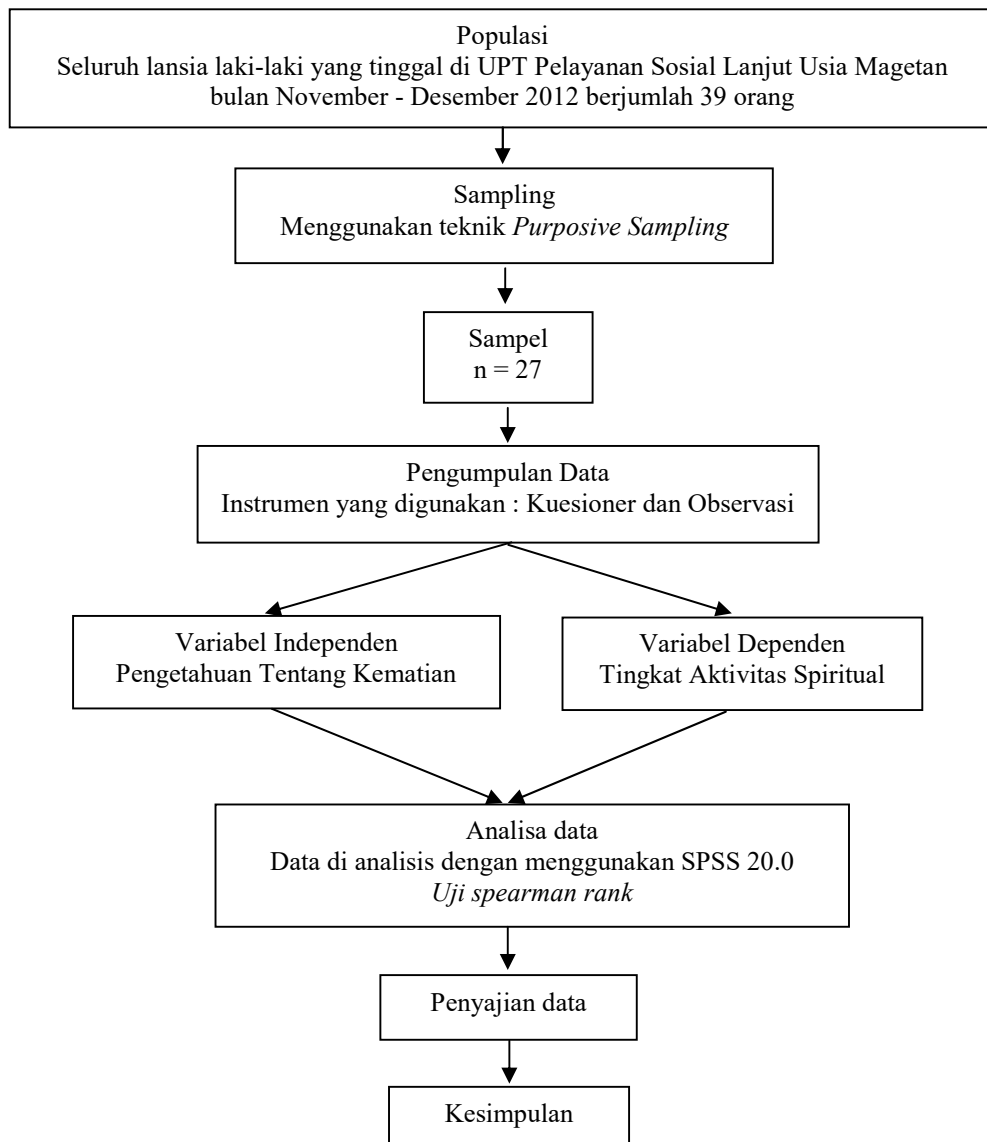 Populasi
Seluruh lansia laki-laki yang tinggal di UPT Pelayanan Sosial Lanjut Usia Magetan
bulan November - Desember 2012 berjumlah 39 orang
Sampling
Menggunakan teknik Purposive Sampling
Sampel
n = 27
Pengumpulan Data
Instrumen yang digunakan : Kuesioner dan Observasi
Variabel Independen
Pengetahuan Tentang Kematian
Variabel Dependen
Tingkat Aktivitas Spiritual
Analisa data
Data di analisis dengan menggunakan SPSS 20.0
Uji spearman rank
Penyajian data
Kesimpulan